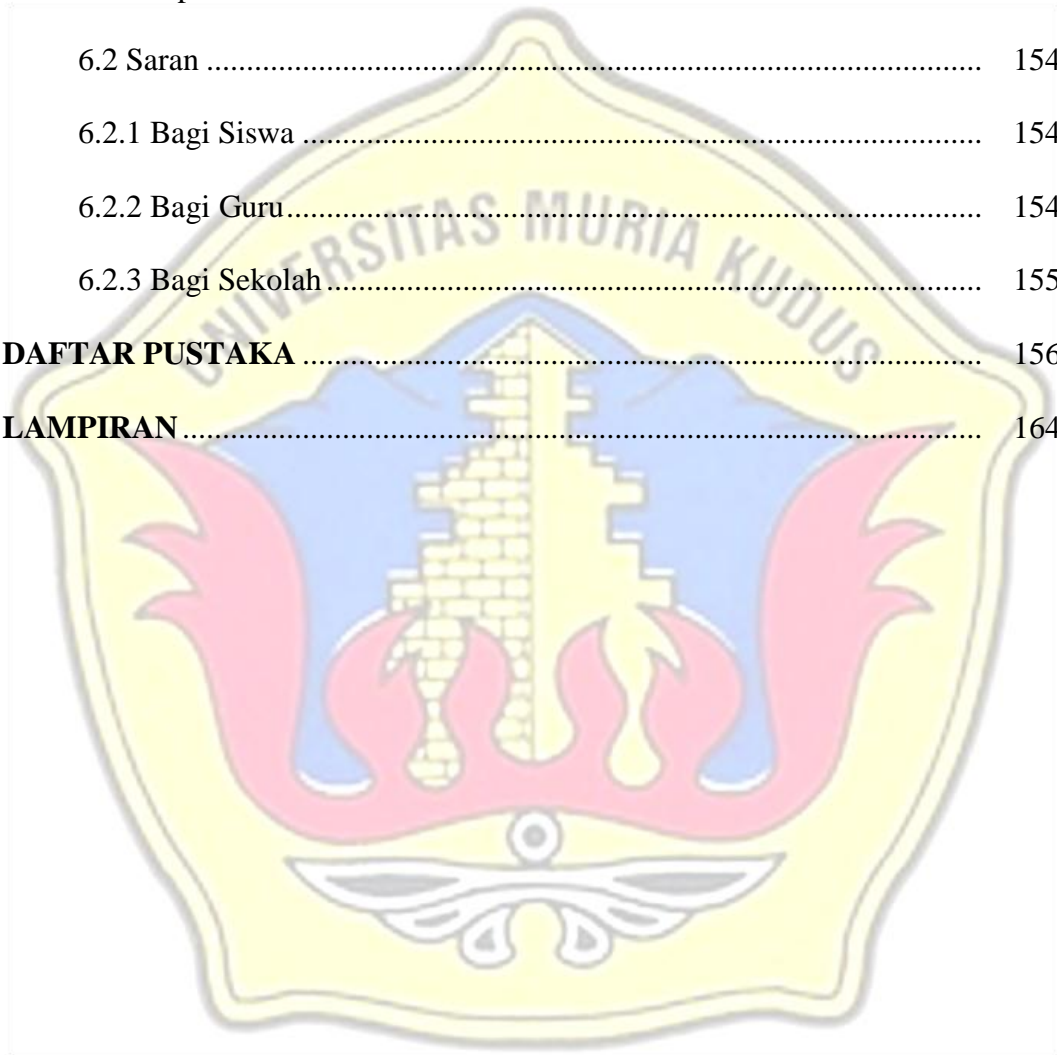 6.2 Saran ........................................................................................ 154
6.2.1 Bagi Siswa ........................................................................................ 154
6.2.2 Bagi Guru ........................................................................................ 154
6.2.3 Bagi Sekolah ........................................................................................ 155
DAFTAR PUSTAKA ........................................................................................ 156
LAMPIRAN ........................................................................................ 164
UNIVERSITAS MURIA KUDUS